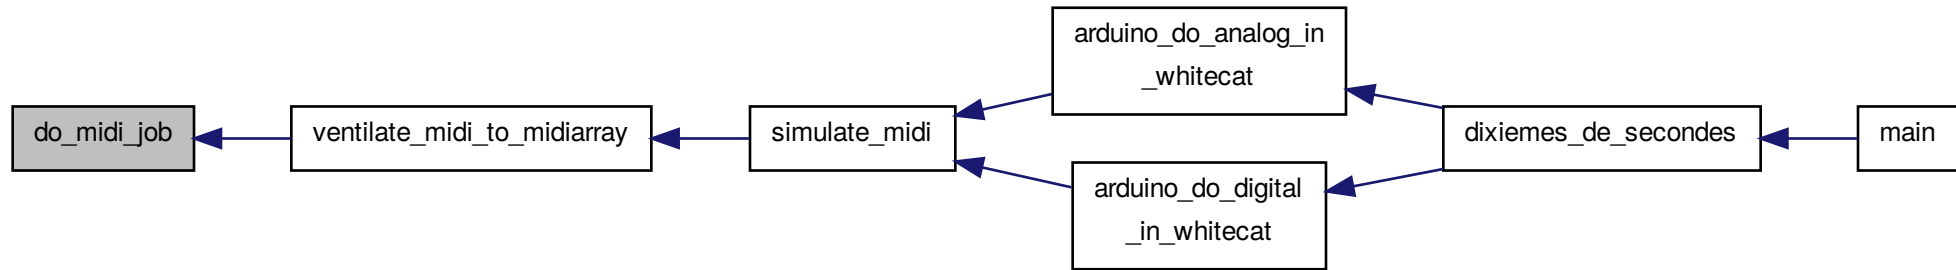 do_midi_job
ventilate_midi_to_midiarray
simulate_midi
arduino_do_analog_in
_whitecat
arduino_do_digital
_in_whitecat
dixiemes_de_secondes
main